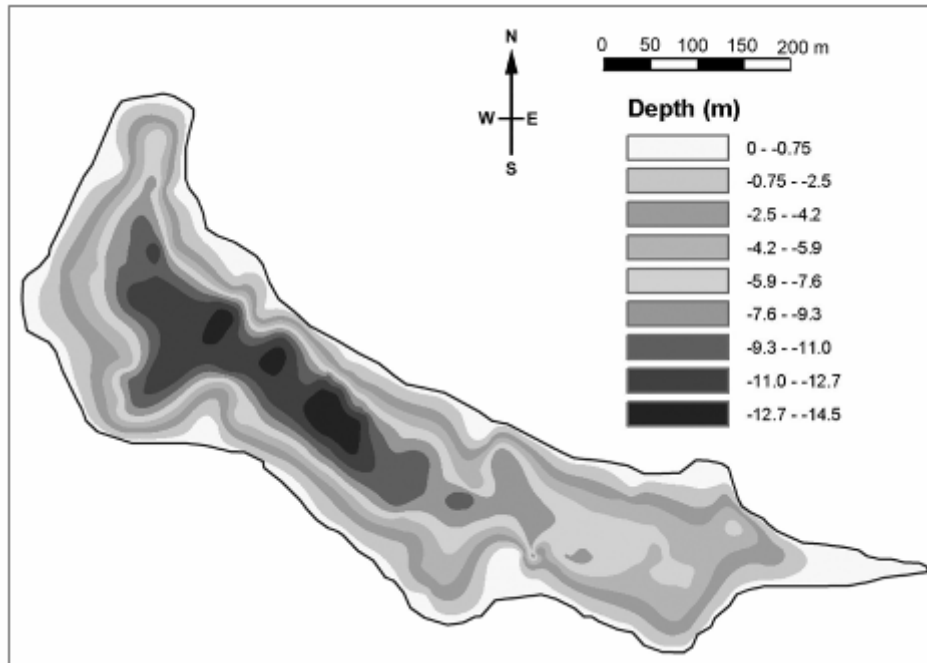 N
W E
S
0 50 100 150 200 m
Depth (m)
0 - -0.75
-0.75 - -2.5
-2.5 - -4.2
-4.2 - -5.9
-5.9 - -7.6
-7.6 - -9.3
-9.3 - -11.0
-11.0 - -12.7
-12.7 - -14.5